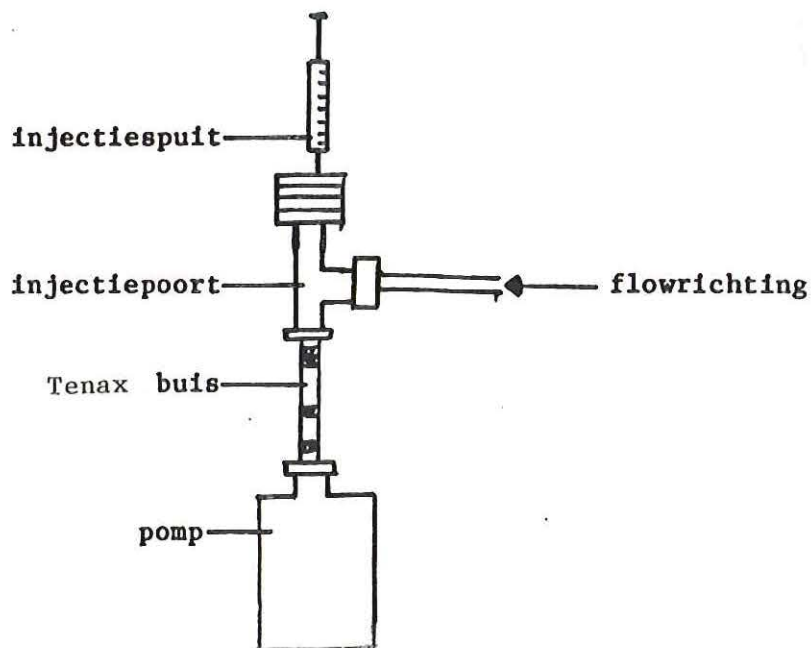 injectiespuit
injectiepoort
flowrichting
Tenax buis
pomp